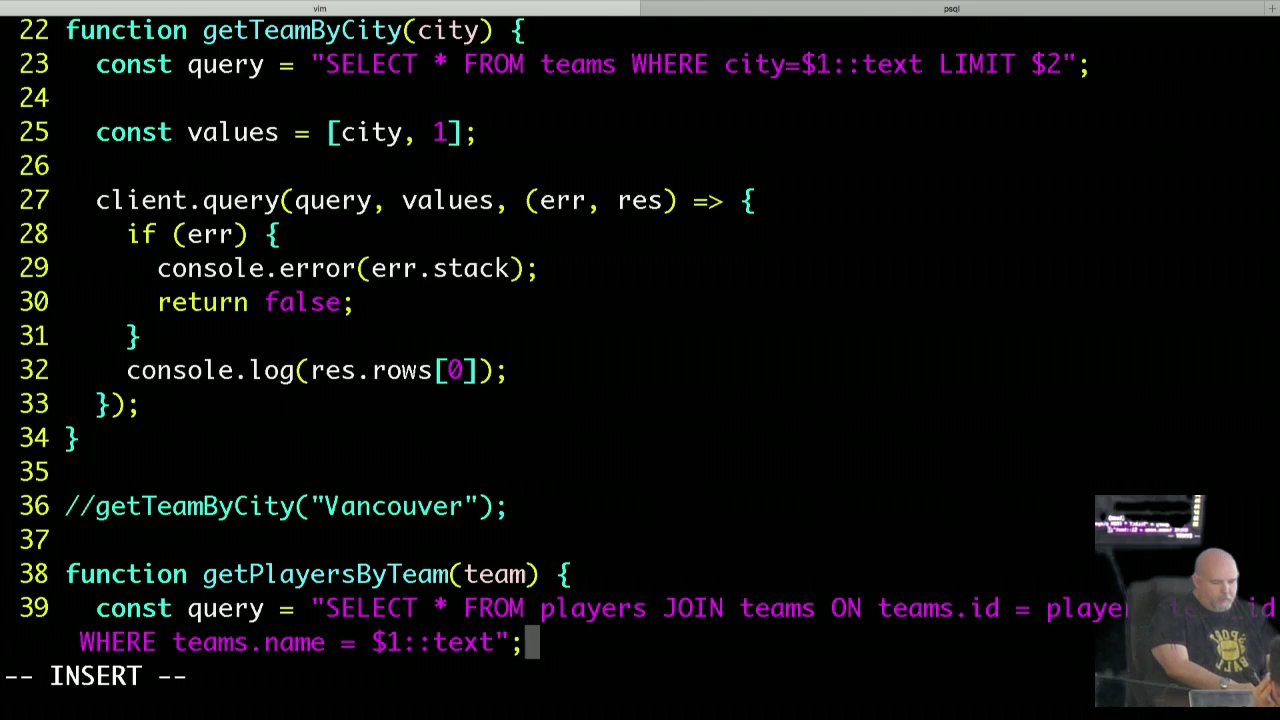 vim
psql
+
22 function getTeamByCity(city) {
23 const query = "SELECT * FROM teams WHERE city=$1::text LIMIT $2";
24
25 const values = [city, 1];
26
27 client.query(query, values, (err, res) => {
28 if (err) {
29 console.error(err.stack);
30 return false;
31 }
32 console.log(res.rows[0]);
33 });
34 }
35
36 //getTeamByCity("Vancouver");
37
38 function getPlayersByTeam(team) {
39 const query = "SELECT * FROM players JOIN teams ON teams.id =
WHERE teams.name = $1::text";
-- INSERT --